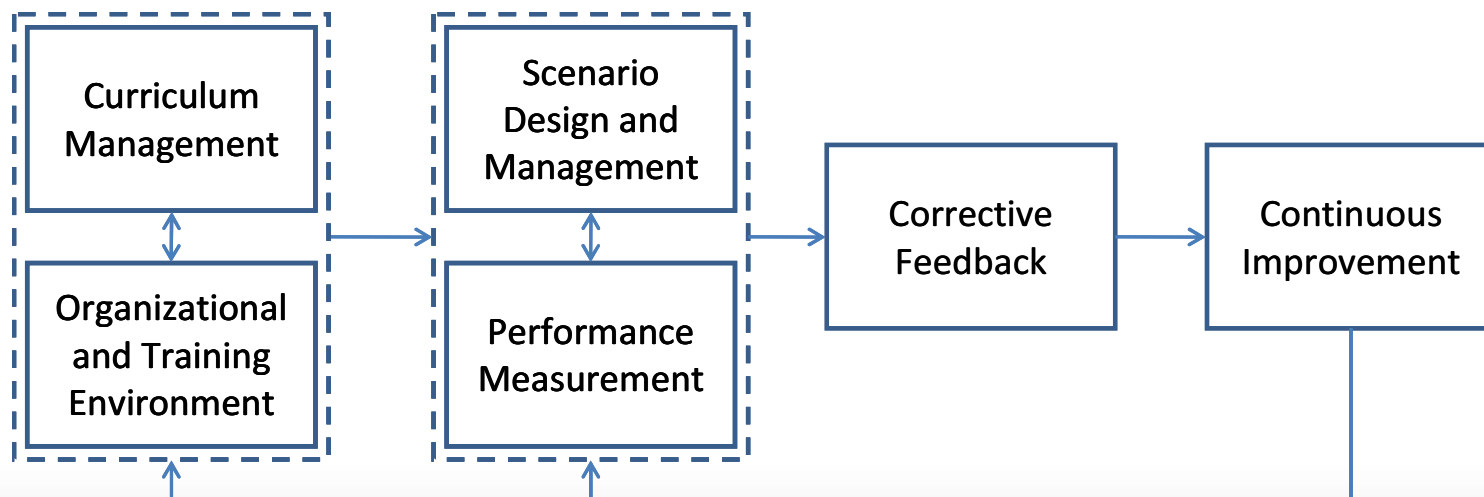 Curriculum
Management
Organizational
and Training
Environment
Scenario
Design and
Management
Performance
Measurement
Corrective
Feedback
Continuous
Improvement